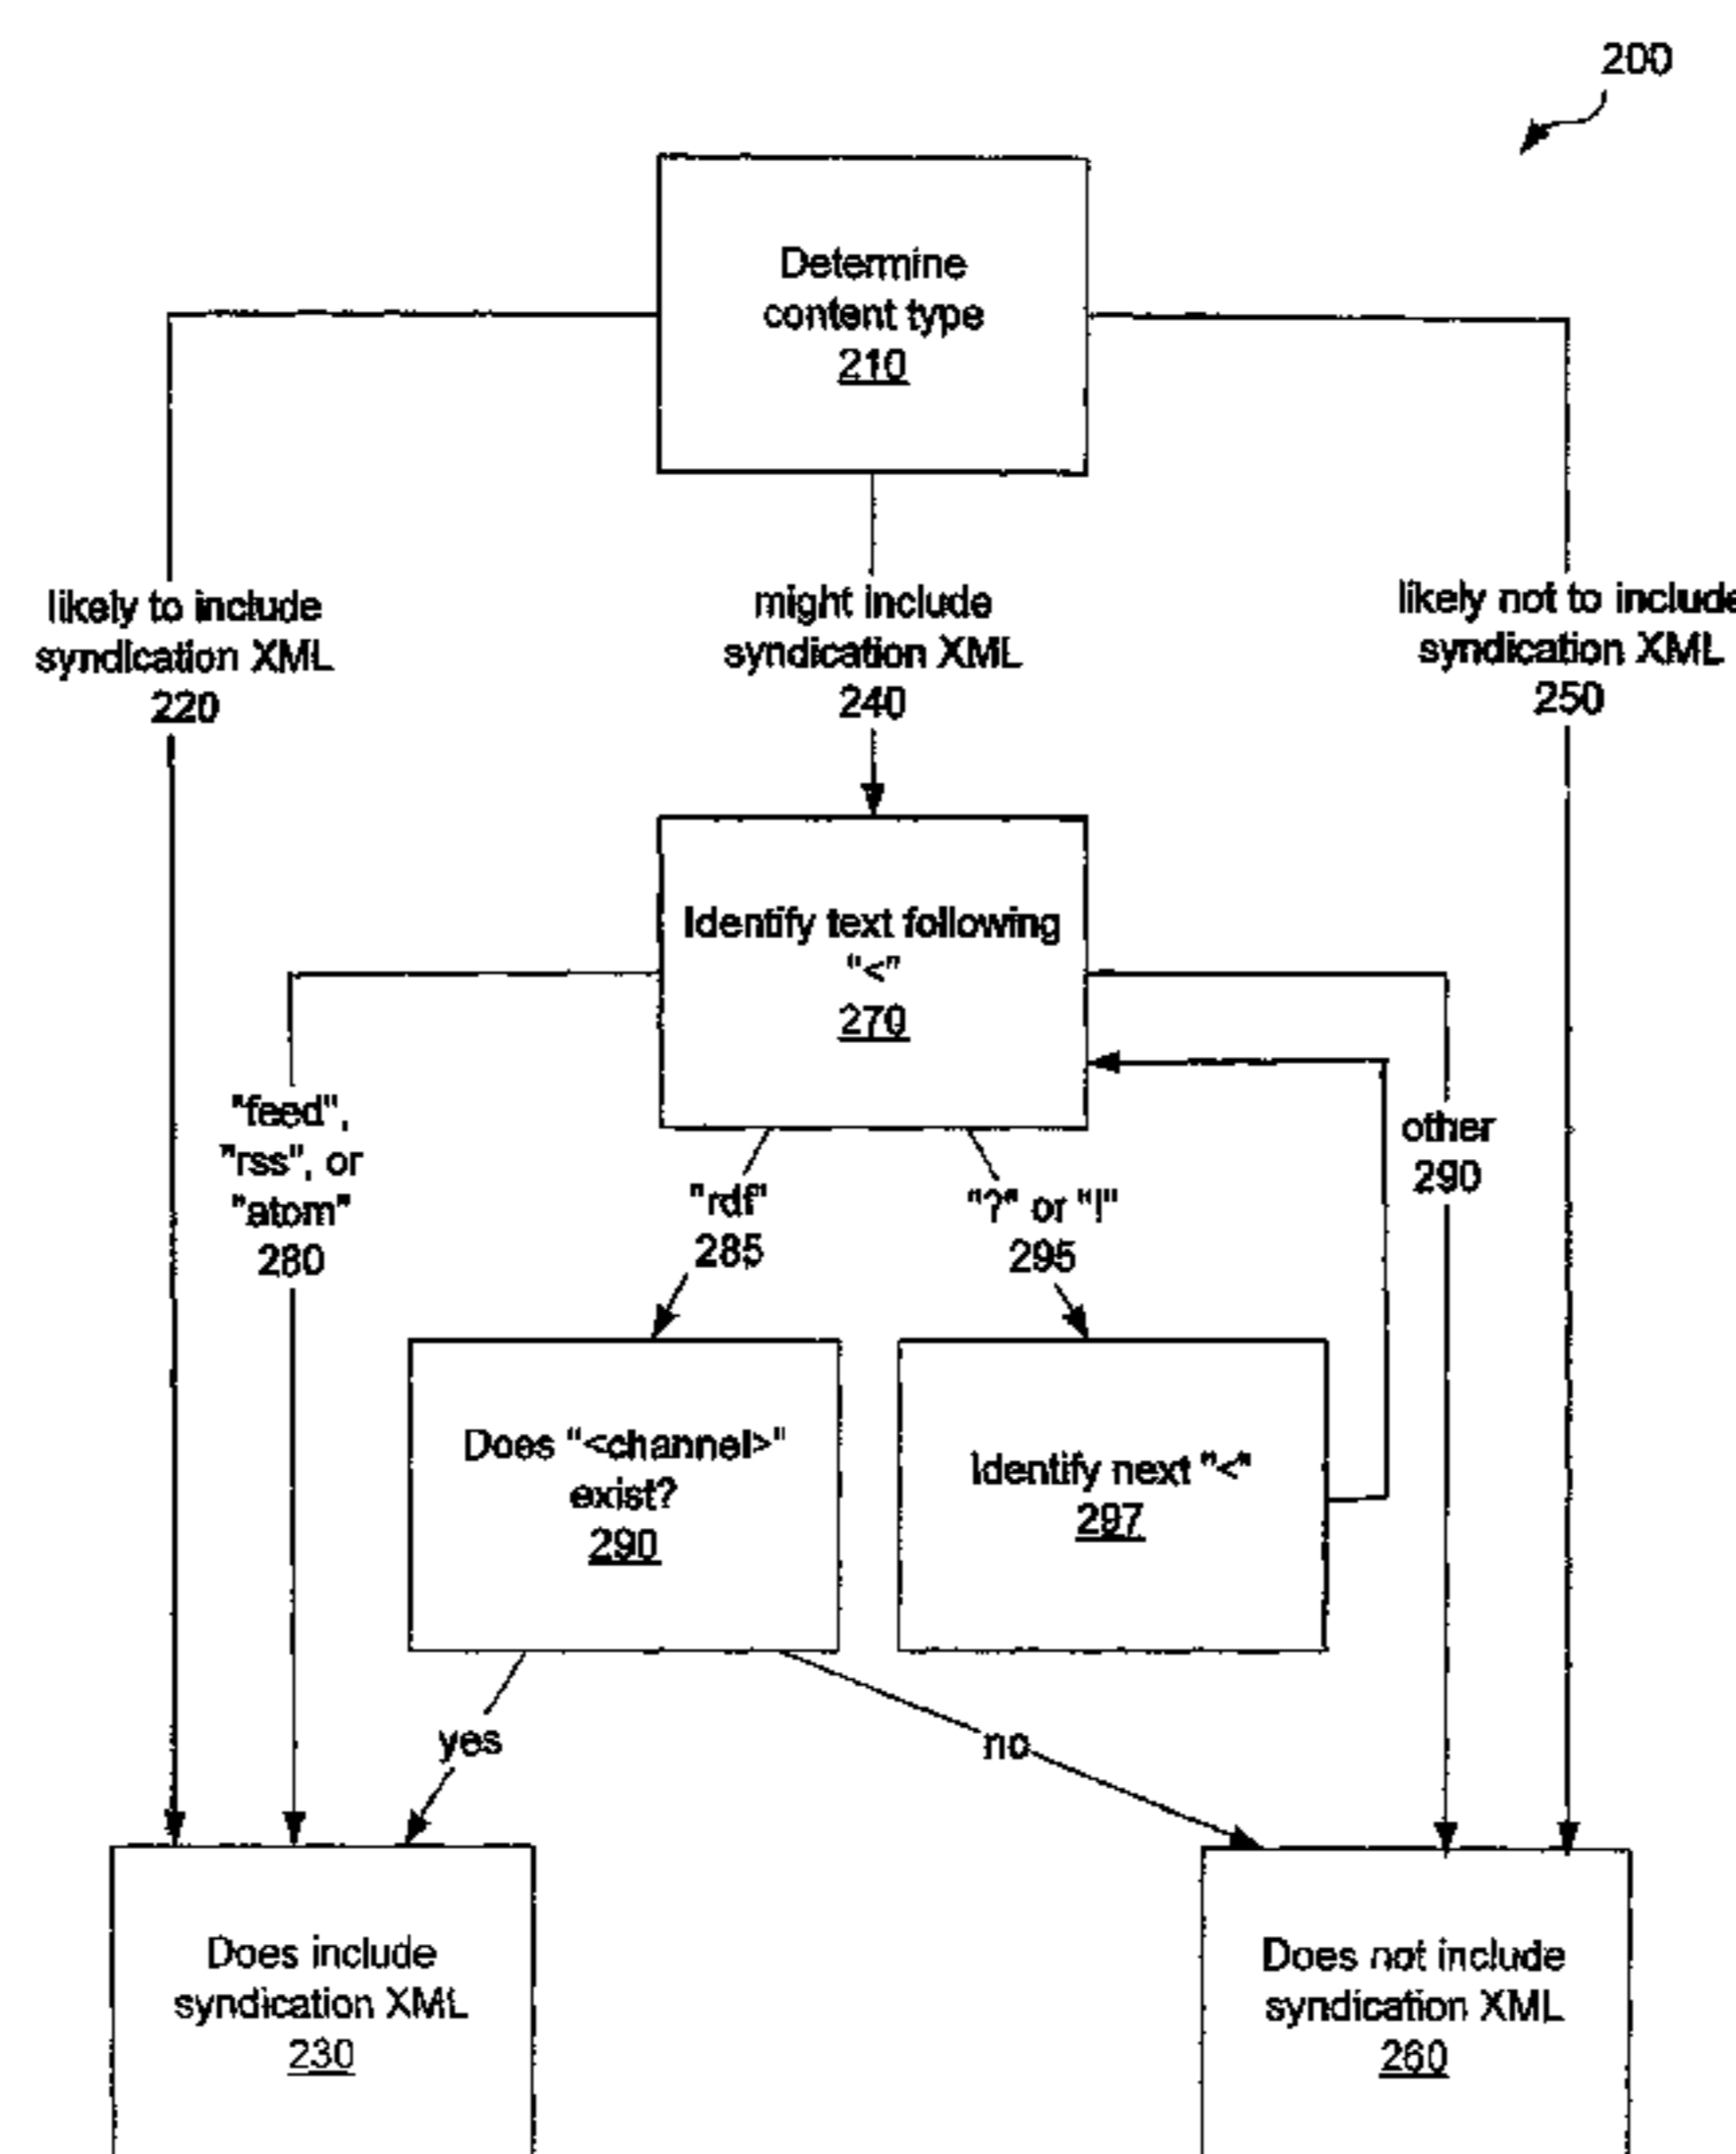 200
Determine
content type
210
likely to include
syndication XML
220
might include
syndication XML
240
likely not to include
syndication XML
250
Identify text following
"<"
270
"feed",
"rss", or
"atom"
280
"rdf"
285
"?" or "!"
295
other
290
Does "<channel>"
exist?
290
Identify next "<"
297
yes
no
Does include
syndication XML
230
Does not include
syndication XML
260